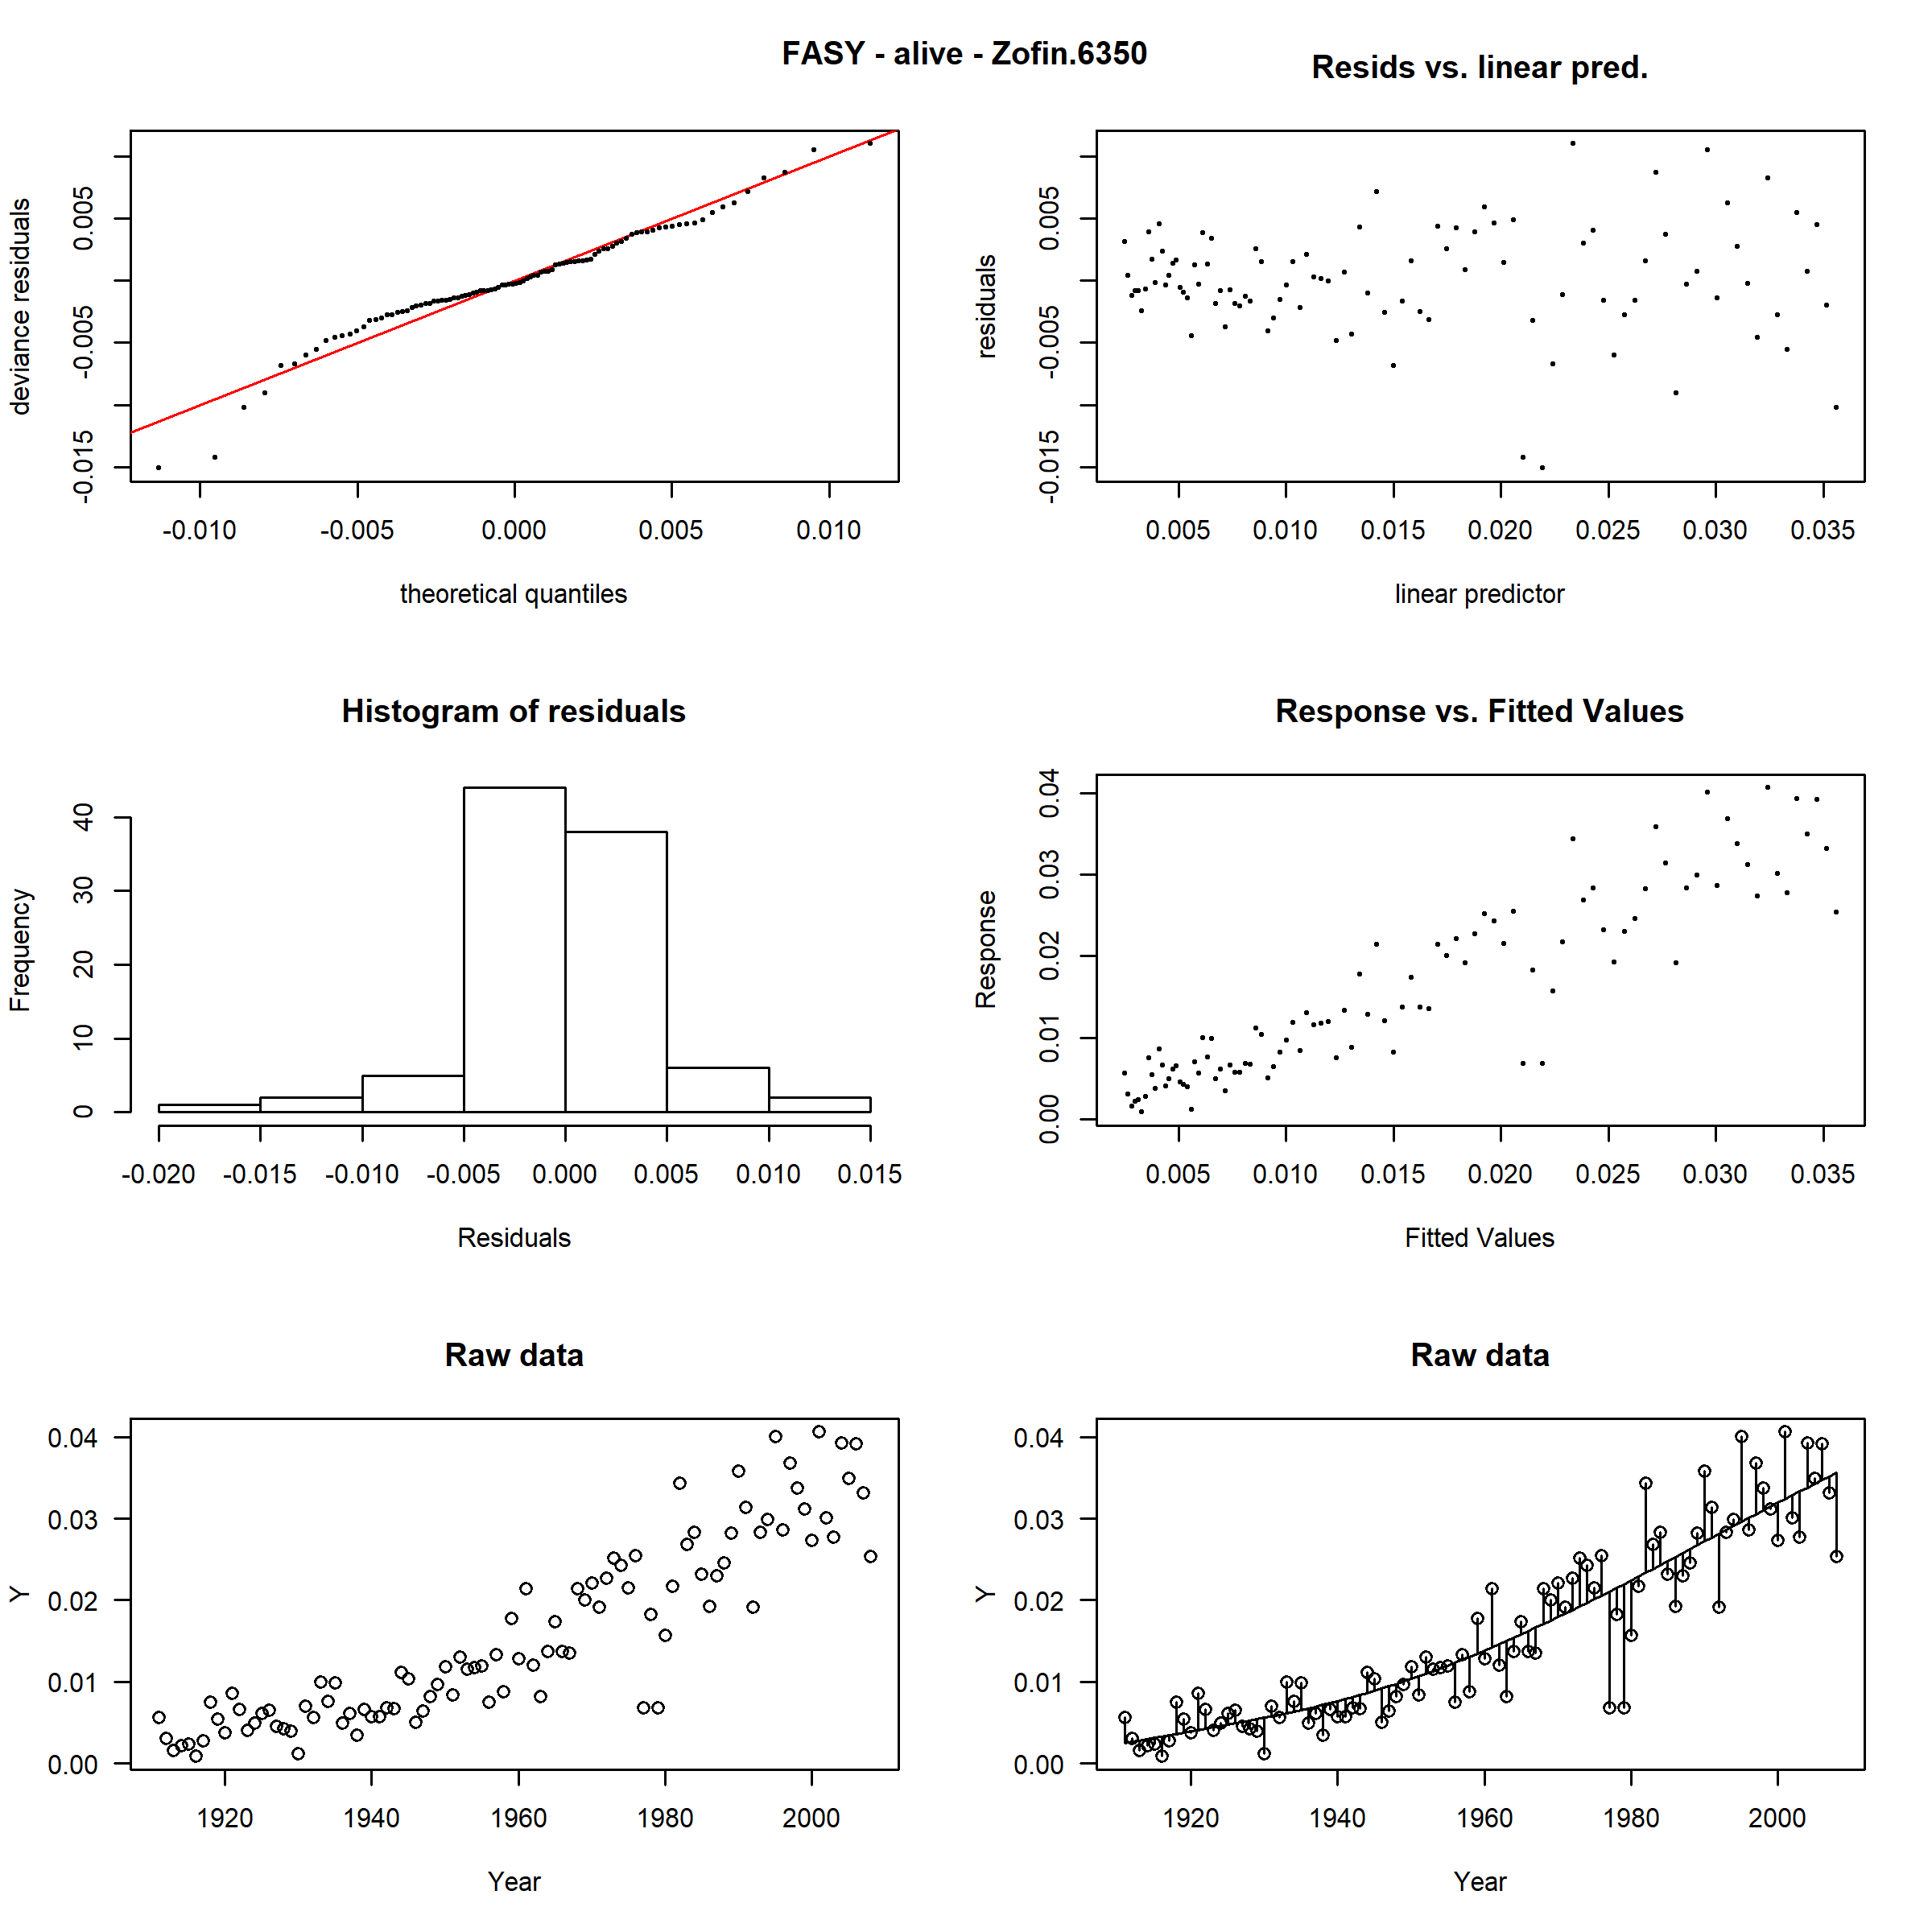 FASY - alive - Zofin.6350
Resids vs. linear pred.
deviance residuals
-0.015 -0.005 0.005
-0.010 -0.005 0.000 0.005 0.010
theoretical quantiles
residuals
-0.015 -0.005 0.005
0.005 0.010 0.015 0.020 0.025 0.030 0.035
linear predictor
Histogram of residuals
Frequency
0 10 20 30 40
-0.020 -0.015 -0.010 -0.005 0.000 0.005 0.010 0.015
Residuals
Response vs. Fitted Values
Response
0.00 0.01 0.02 0.03 0.04
0.005 0.010 0.015 0.020 0.025 0.030 0.035
Fitted Values
Raw data
Y
0.04
0.03
0.02
0.01
0.00
1920 1940 1960 1980 2000
Year
Raw data
Y
0.04
0.03
0.02
0.01
0.00
1920 1940 1960 1980 2000
Year